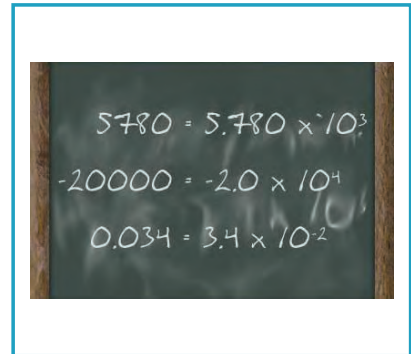 5780 = 5.780 x 10³
-20000 = -2.0 x 10⁴
0.034 = 3.4 x 10⁻²